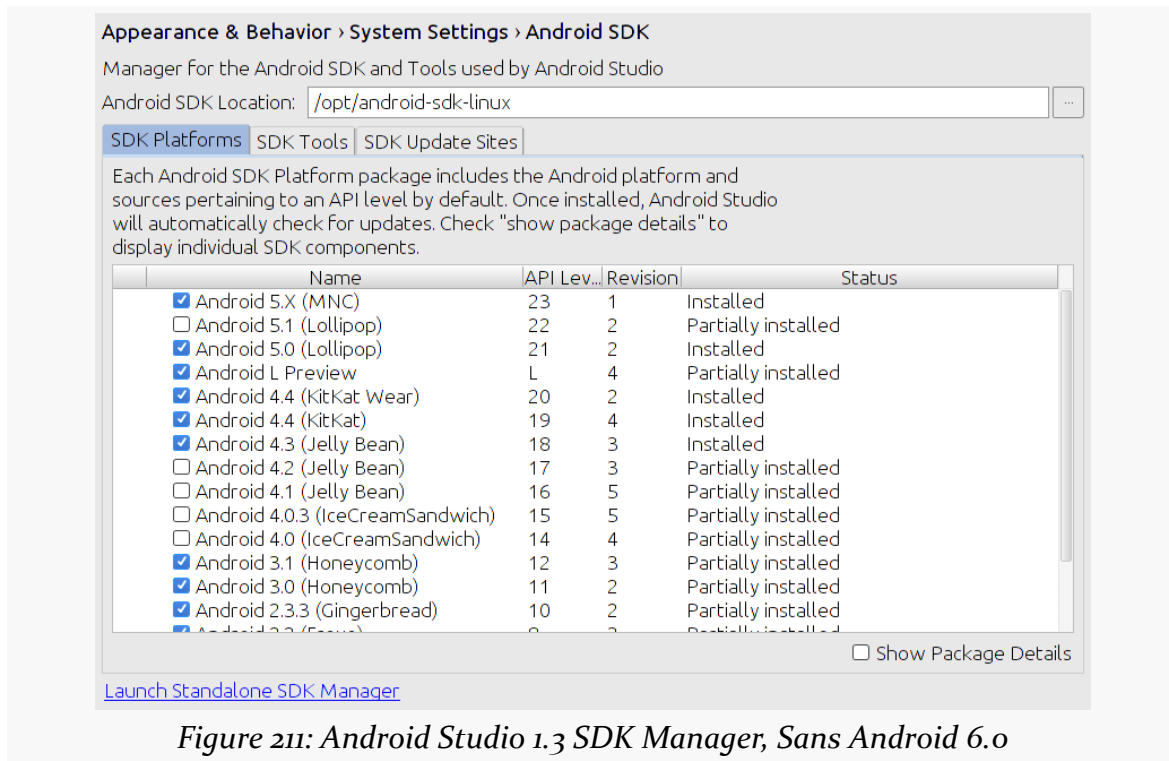 Appearance & Behavior › System Settings › Android SDK
Manager for the Android SDK and Tools used by Android Studio
Android SDK Location: /opt/android-sdk-linux ...
SDK Platforms SDK Tools SDK Update Sites
Each Android SDK Platform package includes the Android platform and
sources pertaining to an API level by default. Once installed, Android Studio
will automatically check for updates. Check "show package details" to
display individual SDK components.
Name API Lev... Revision Status
Android 5.X (MNC) 23 1 Installed
Android 5.1 (Lollipop) 22 2 Partially installed
Android 5.0 (Lollipop) 21 2 Installed
Android L Preview L 4 Partially installed
Android 4.4 (KitKat Wear) 20 2 Installed
Android 4.4 (KitKat) 19 4 Installed
Android 4.3 (Jelly Bean) 18 3 Installed
Android 4.2 (Jelly Bean) 17 3 Partially installed
Android 4.1 (Jelly Bean) 16 5 Partially installed
Android 4.0.3 (IceCreamSandwich) 15 5 Partially installed
Android 4.0 (IceCreamSandwich) 14 4 Partially installed
Android 3.1 (Honeycomb) 12 3 Partially installed
Android 3.0 (Honeycomb) 11 2 Partially installed
Android 2.3.3 (Gingerbread) 10 2 Partially installed
Show Package Details
Launch Standalone SDK Manager
Figure 211: Android Studio 1.3 SDK Manager, Sans Android 6.0